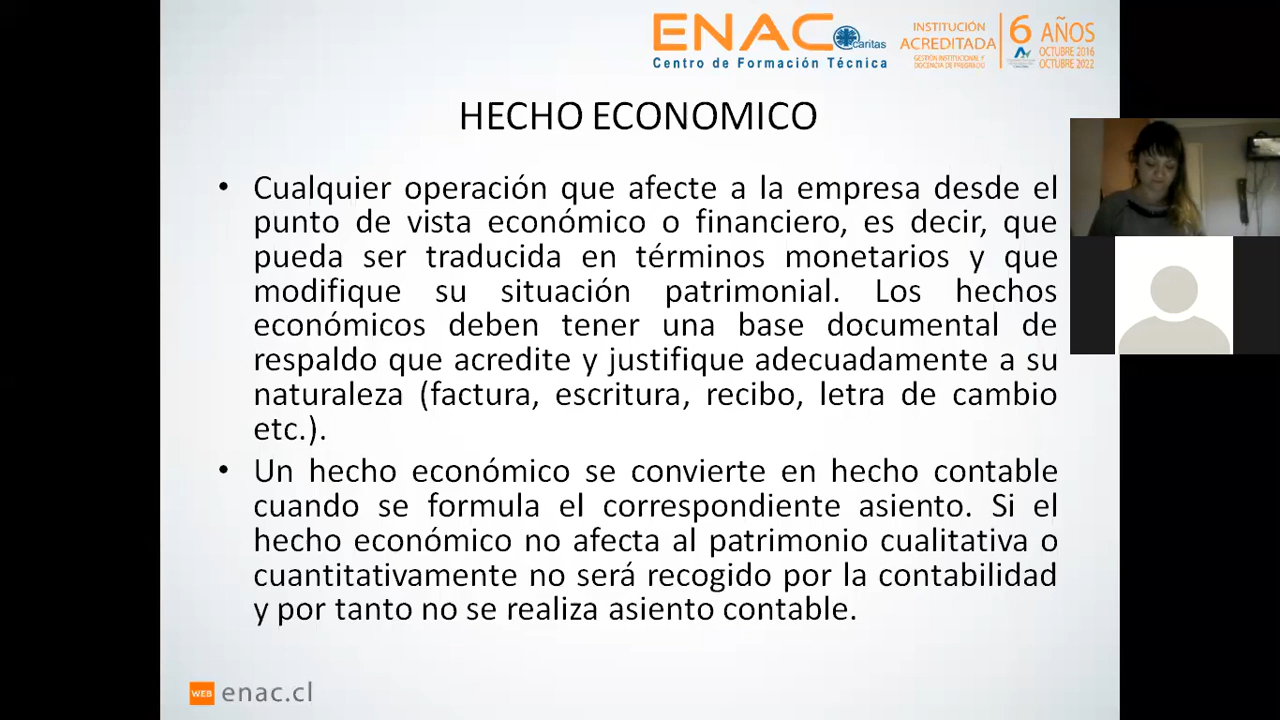 ENAC
caritas
Centro de Formación Técnica
INSTITUCIÓN
ACREDITADA
GESTIÓN INSTITUCIONAL Y
DOCENCIA DE PREGRADO
6 AÑOS
OCTUBRE 2016
OCTUBRE 2022
HECHO ECONOMICO
• Cualquier operación que afecte a la empresa desde el
punto de vista económico o financiero, es decir, que
pueda ser traducida en términos monetarios y que
modifique su situación patrimonial. Los hechos
económicos deben tener una base documental de
respaldo que acredite y justifique adecuadamente a su
naturaleza (factura, escritura, recibo, letra de cambio
etc.).
• Un hecho económico se convierte en hecho contable
cuando se formula el correspondiente asiento. Si el
hecho económico no afecta al patrimonio cualitativa o
cuantitativamente no será recogido por la contabilidad
y por tanto no se realiza asiento contable.
WEB enac.cl